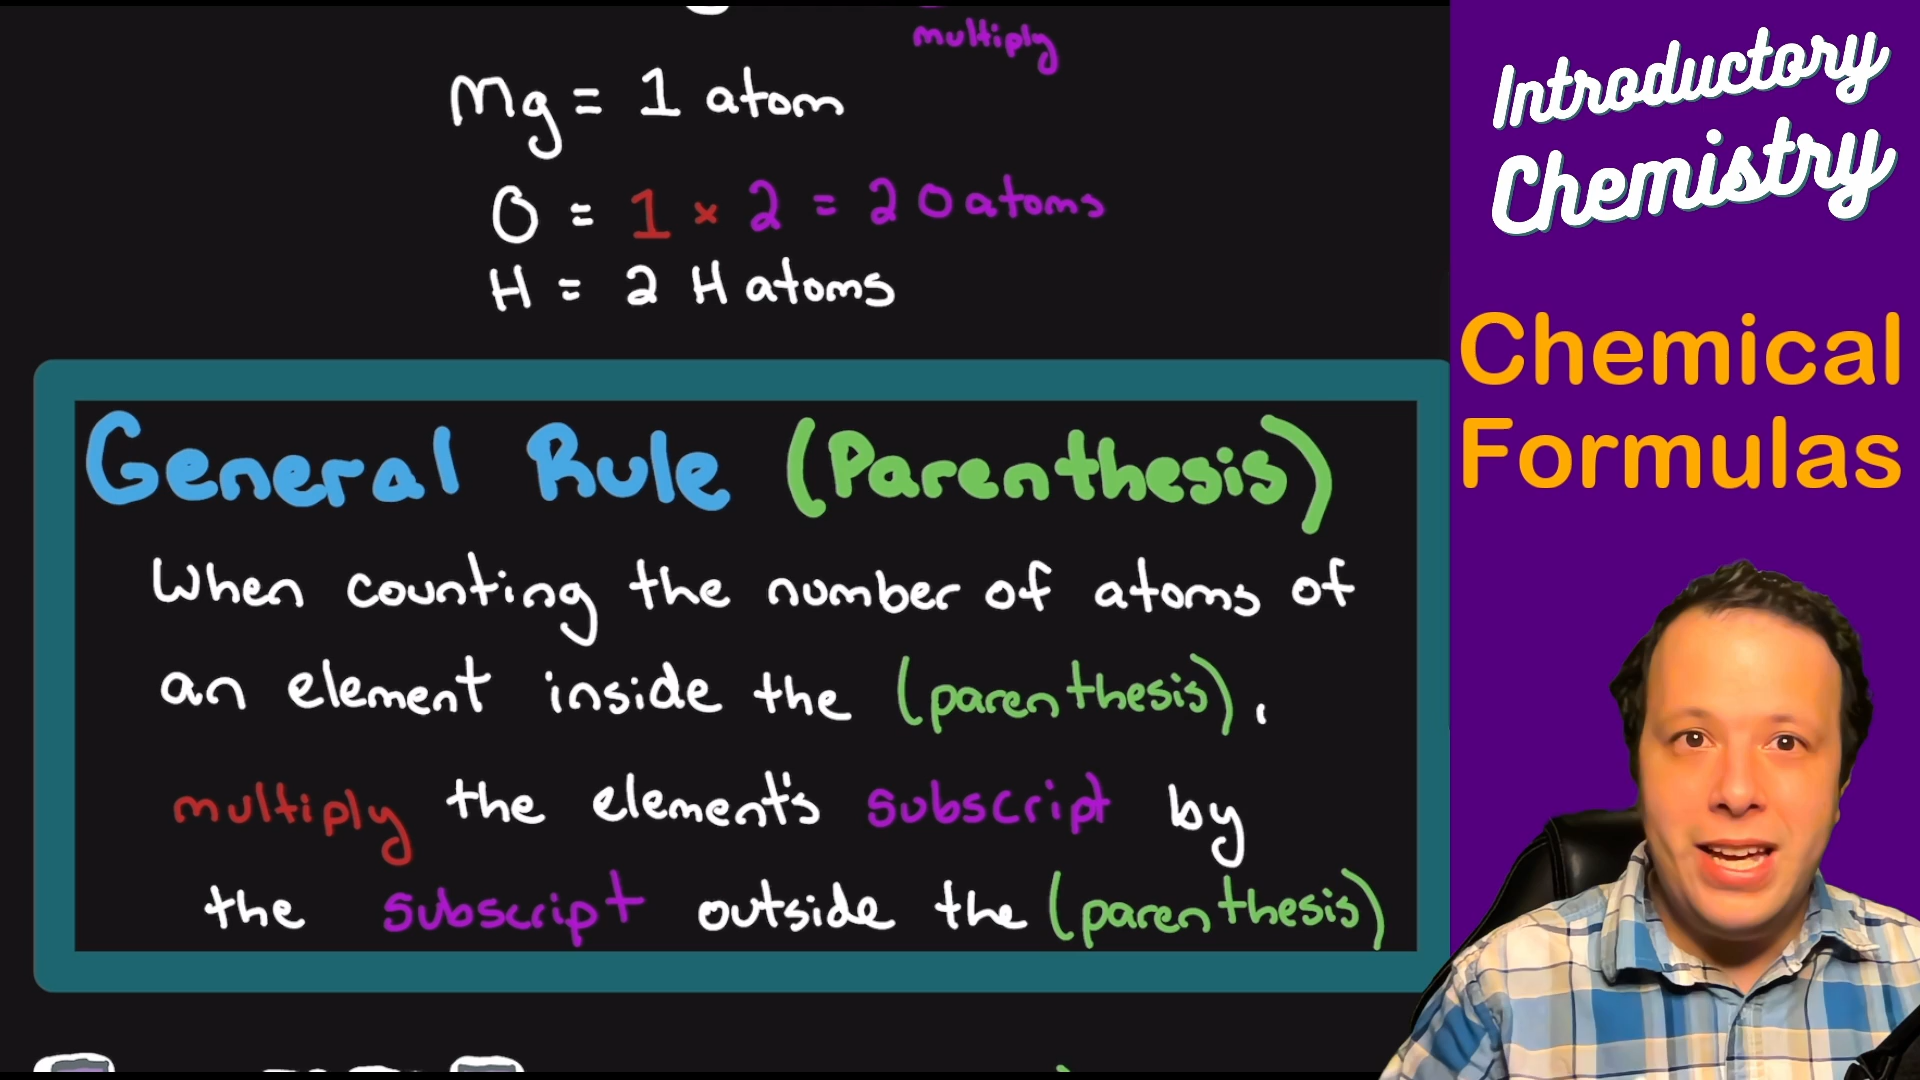 multiply
Mg = 1 atom
O = 1 × 2 = 2 O atoms
H = 2 H atoms
General Rule (Parenthesis)
When counting the number of atoms of
an element inside the (parenthesis),
multiply the element's subscript by
the subscript outside the (parenthesis)
Introductory
Chemistry
Chemical
Formulas